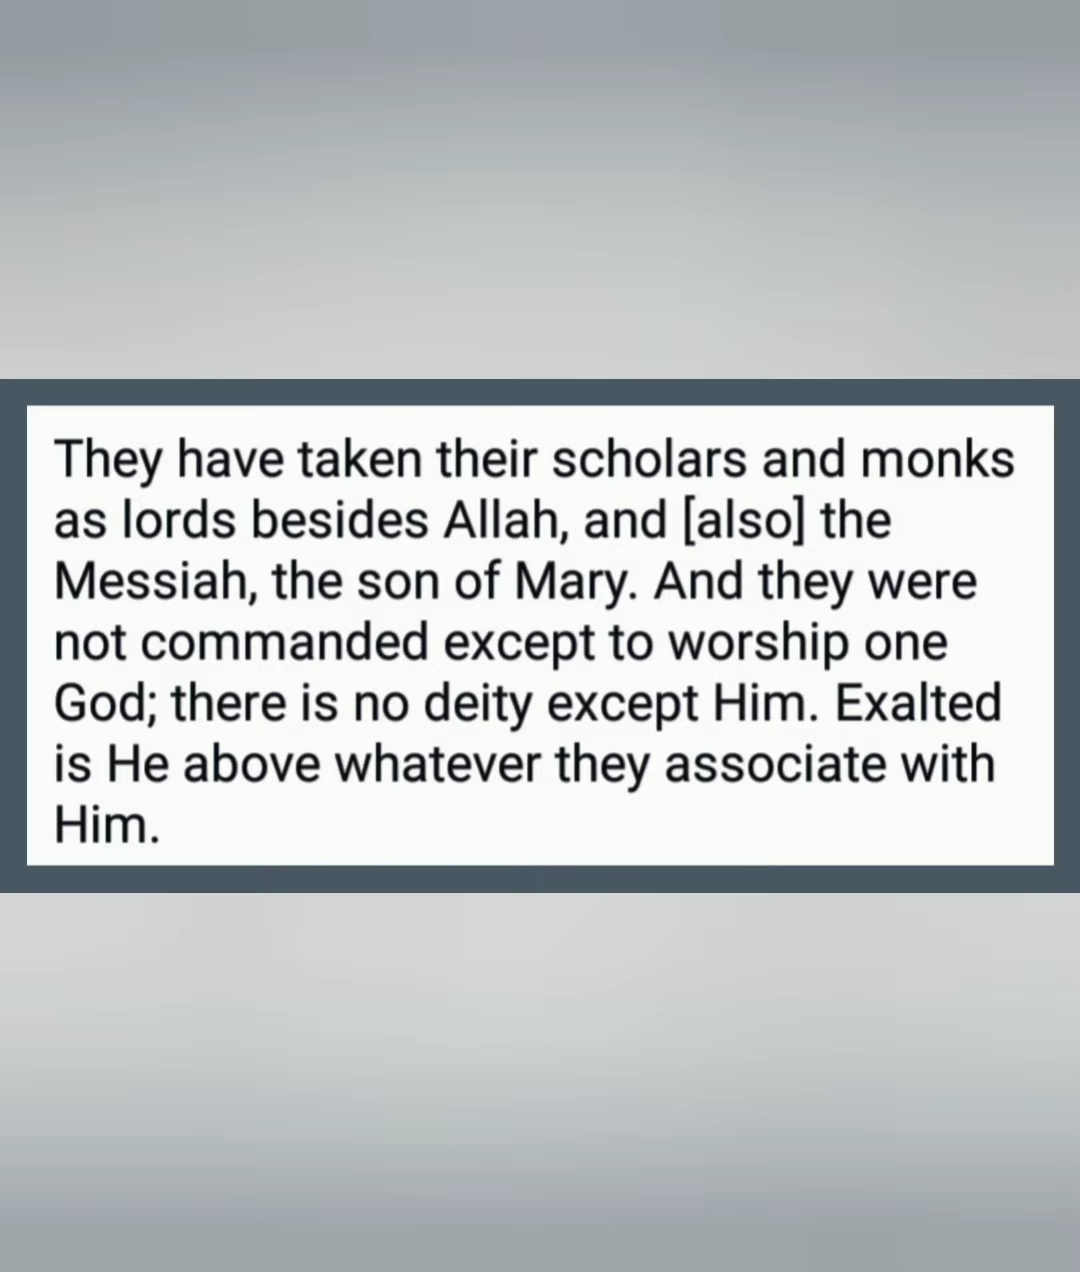 They have taken their scholars and monks
as lords besides Allah, and [also] the
Messiah, the son of Mary. And they were
not commanded except to worship one
God; there is no deity except Him. Exalted
is He above whatever they associate with
Him.